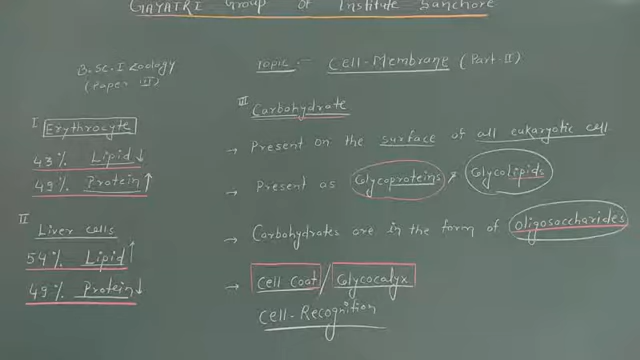 GAYATRI Group of Institute Sanchore
B.Sc. I Zoology
(Paper III)
Topic :- Cell-Membrane (Part-II)
I Erythrocyte
43% Lipid ↓
49% Protein ↑
II Liver cells
54% Lipid ↑
49% Protein ↓
III Carbohydrate
→ Present on the surface of all eukaryotic cell
→ Present as Glycoproteins & Glycolipids
→ Carbohydrates are in the form of Oligosaccharides
→ Cell Coat / Glycocalyx
Cell-Recognition